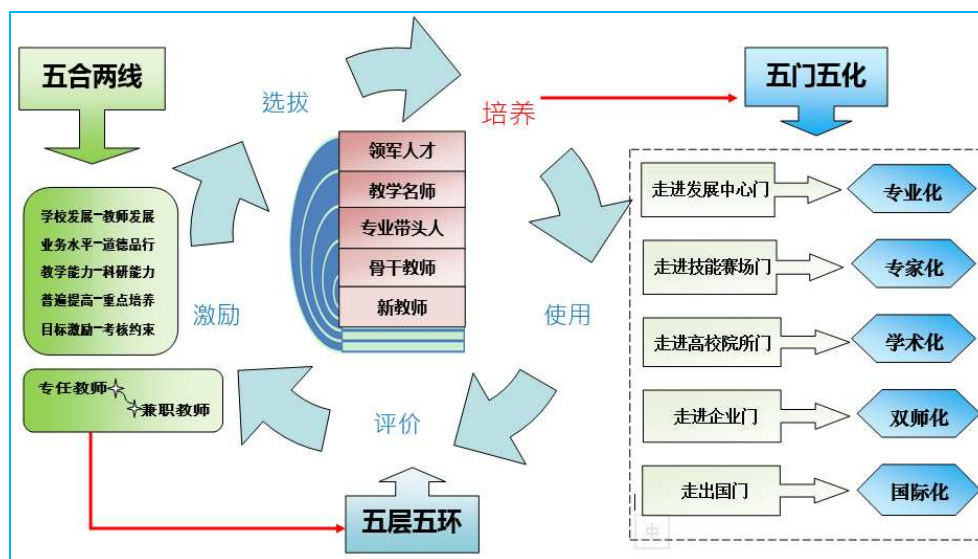 五合两线
学校发展–教师发展
业务水平–道德品行
教学能力–科研能力
普遍提高–重点培养
目标激励–考核约束
专任教师
兼职教师
选拔
培养
使用
评价
激励
领军人才
教学名师
专业带头人
骨干教师
新教师
五层五环
五门五化
走进发展中心门
专业化
走进技能赛场门
专家化
走进高校院所门
学术化
走进企业门
双师化
走出国门
国际化
中